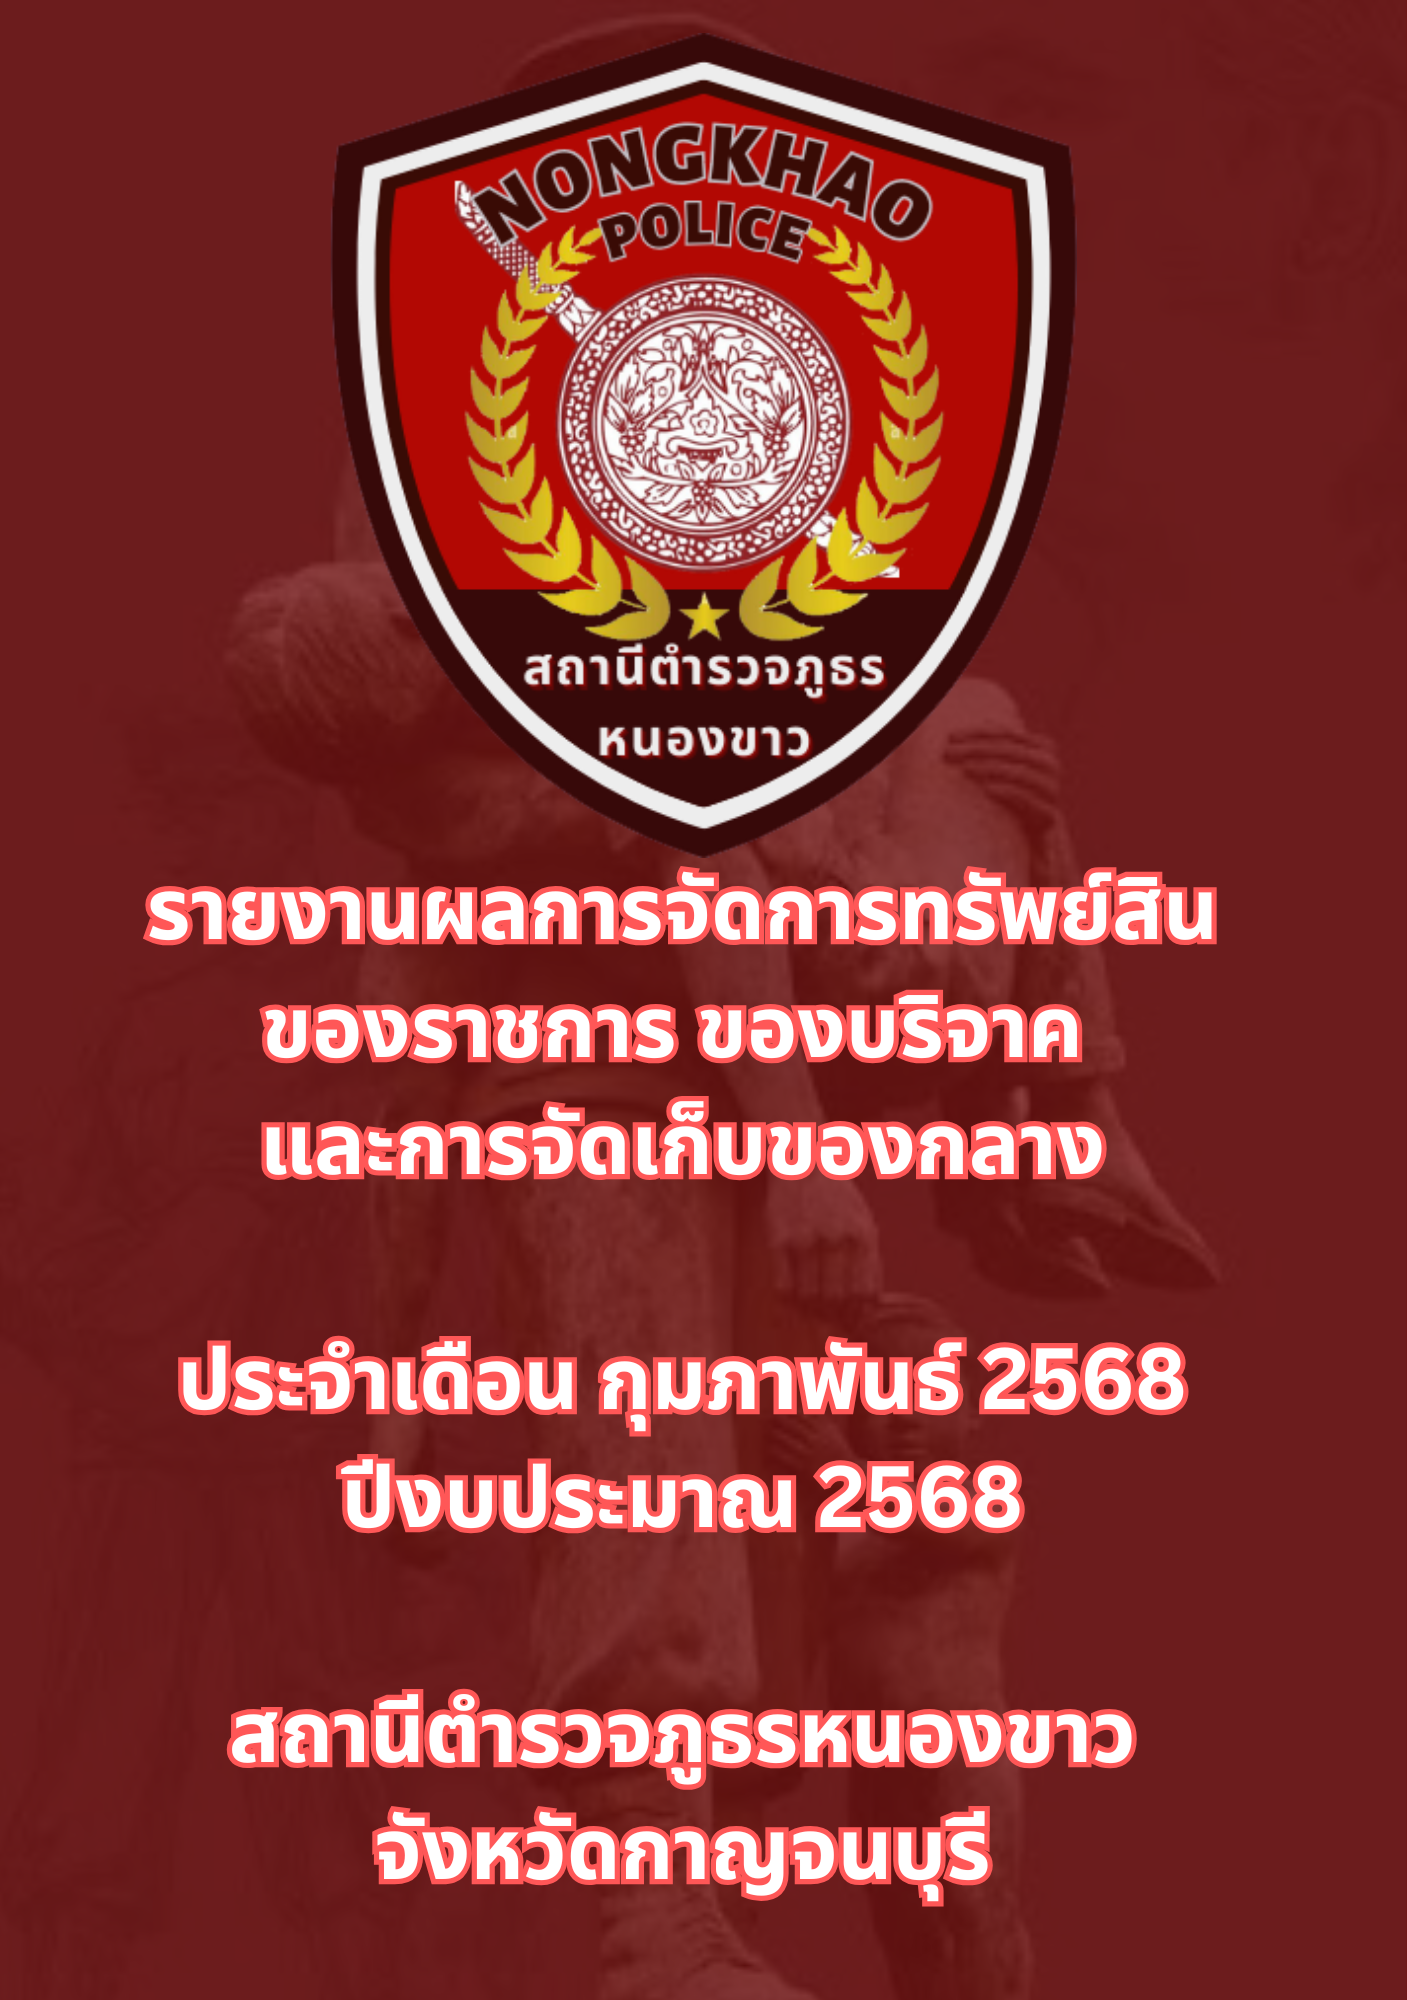 NONGKHAO
POLICE
สถานีตำรวจภูธร
หนองขาว
รายงานผลการจัดการทรัพย์สิน
ของราชการ ของบริจาค
และการจัดเก็บของกลาง
ประจำเดือน กุมภาพันธ์ 2568
ปีงบประมาณ 2568
สถานีตำรวจภูธรหนองขาว
จังหวัดกาญจนบุรี